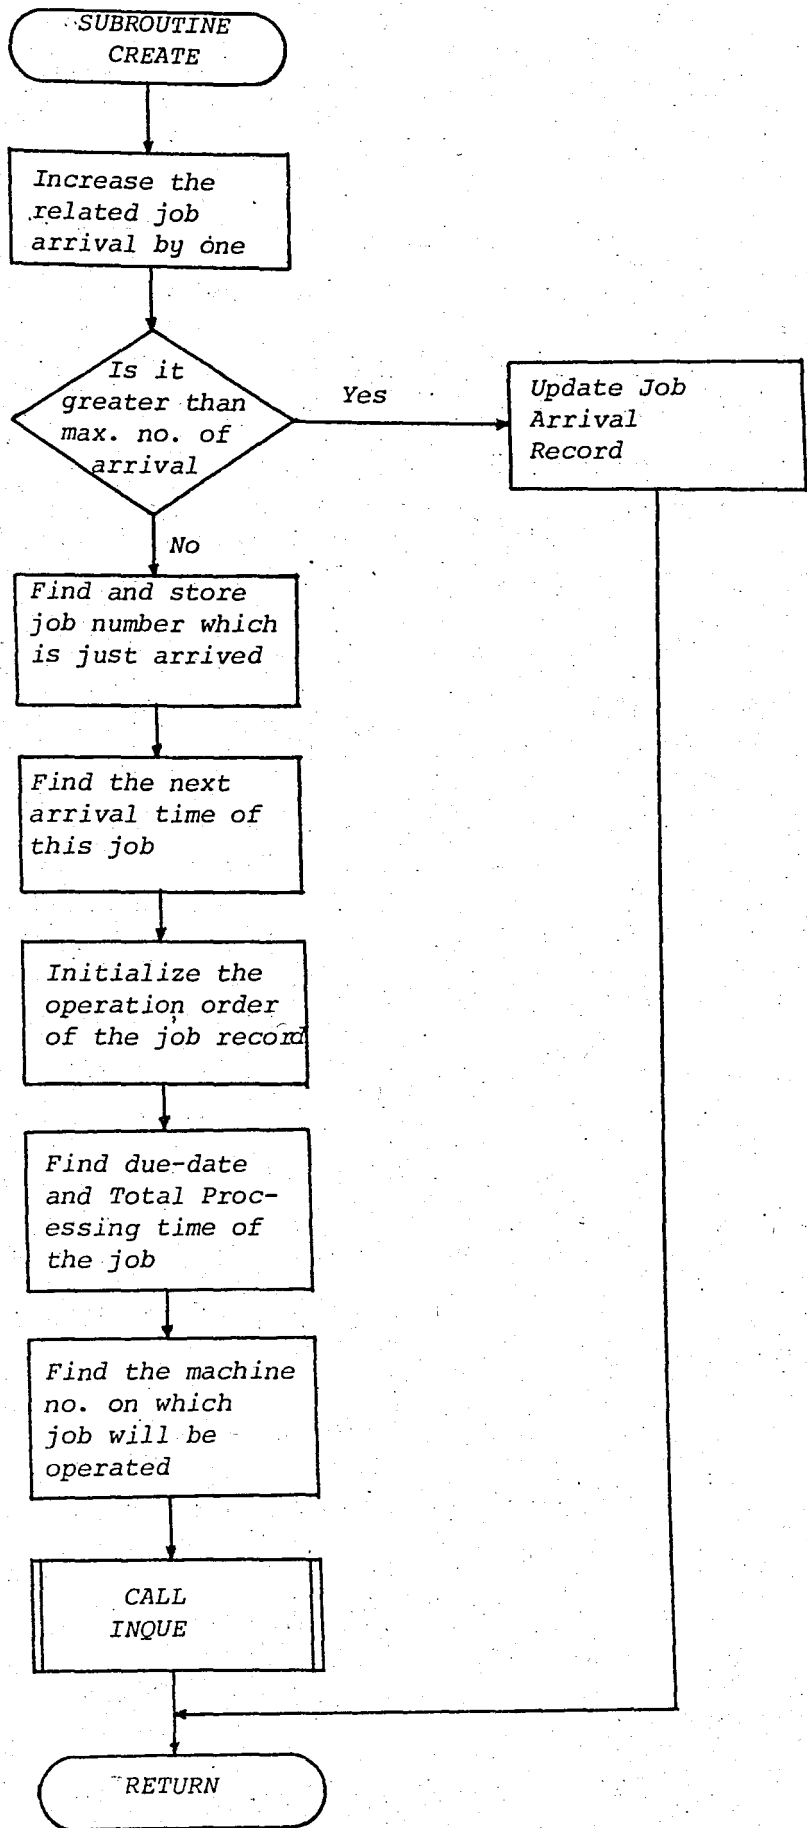 SUBROUTINE
CREATE
Increase the
related job
arrival by one
Is it
greater than
max. no. of
arrival
Yes
Update Job
Arrival
Record
No
Find and store
job number which
is just arrived
Find the next
arrival time of
this job
Initialize the
operation order
of the job record
Find due-date
and Total Proc-
essing time of
the job
Find the machine
no. on which
job will be
operated
CALL
INQUE
RETURN